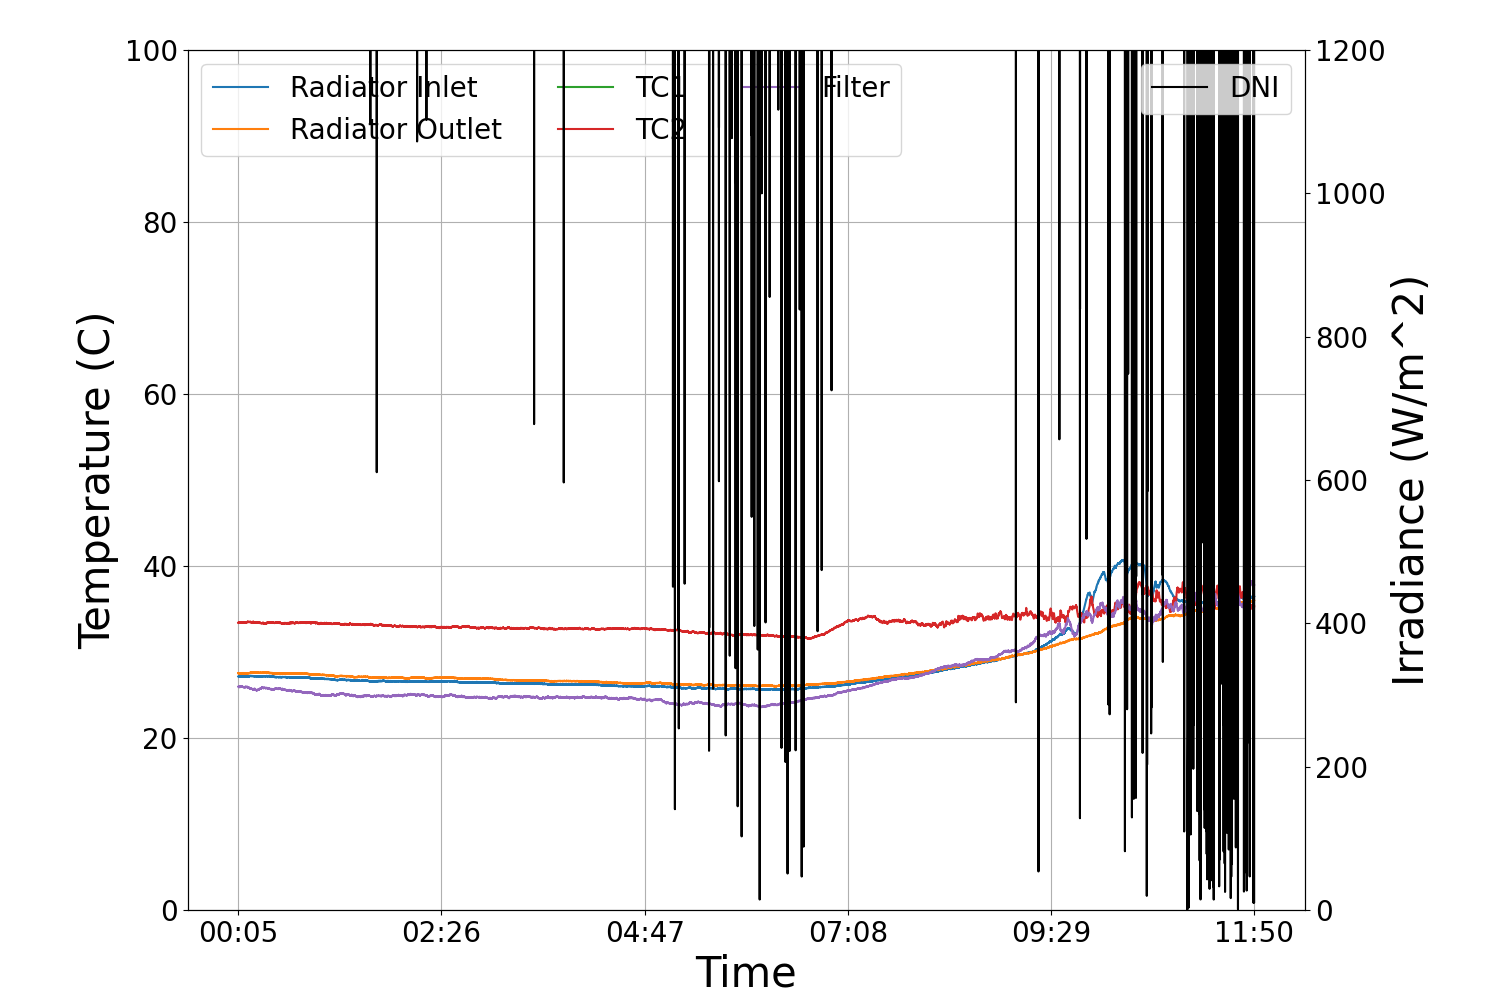 100
80
60
40
20
0
Temperature (C)
Radiator Inlet
Radiator Outlet
TC1
TC2
Filter
DNI
1200
1000
800
600
400
200
0
Irradiance (W/m^2)
00:05 02:26 04:47 07:08 09:29 11:50
Time